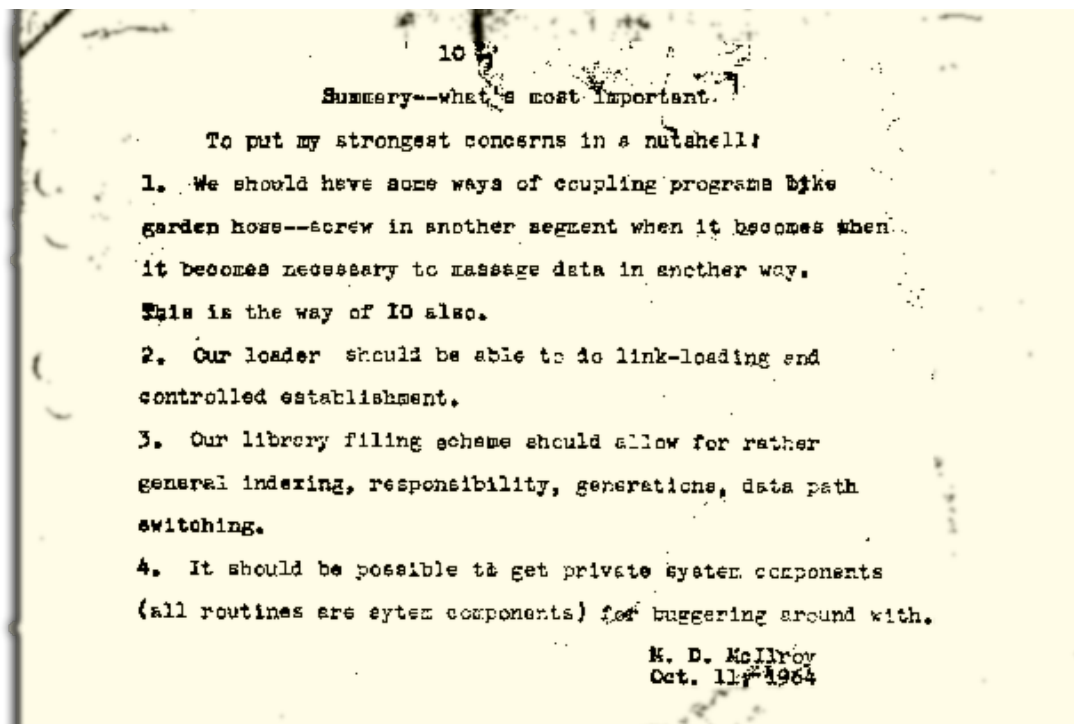 10
Summary--what's most important.
To put my strongest concerns in a nutshell:
1. We should have some ways of coupling programs like
garden hose--screw in another segment when it becomes when
it becomes necessary to massage data in another way.
This is the way of IO also.
2. Our loader should be able to do link-loading and
controlled establishment.
3. Our library filing scheme should allow for rather
general indexing, responsibility, generations, data path
switching.
4. It should be possible to get private system components
(all routines are sytem components) for buggering around with.
M. D. McIlroy
Oct. 11, 1964